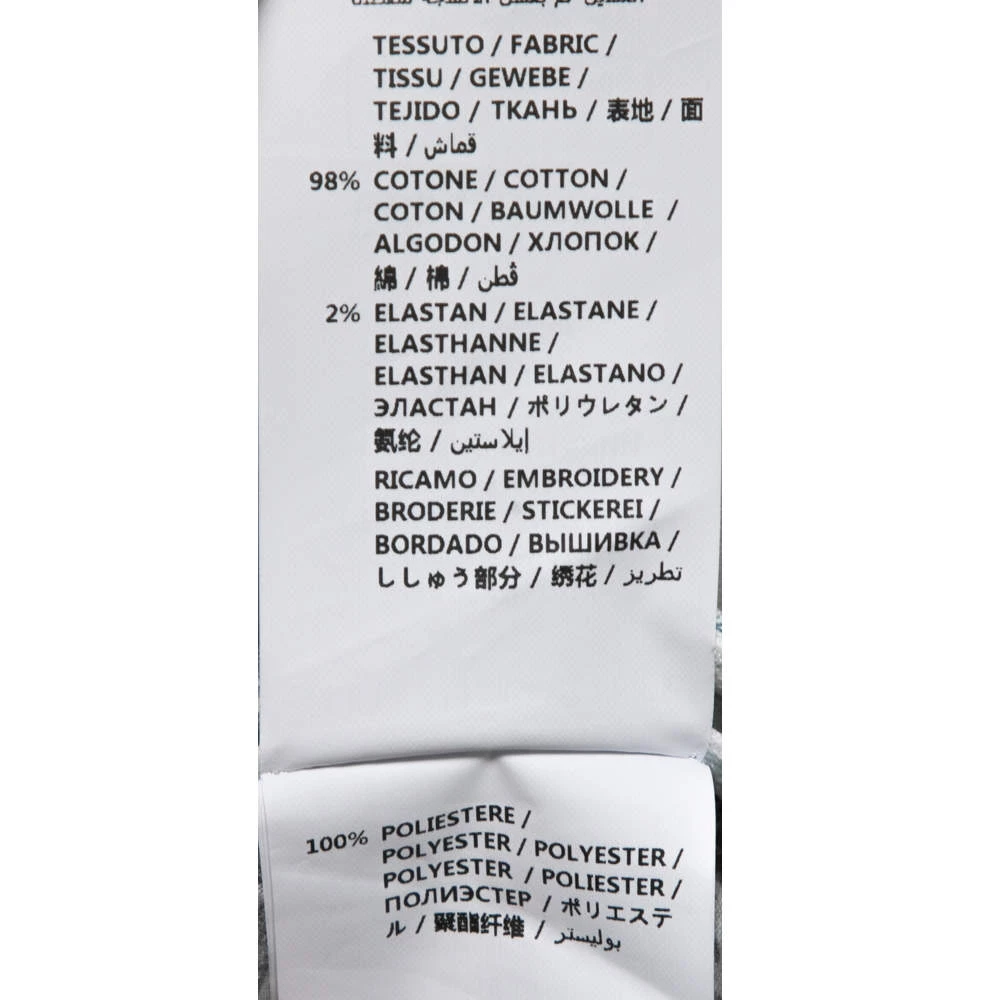 TESSUTO / FABRIC /
TISSU / GEWEBE /
TEJIDO / ТКАНЬ / 表地 / 面
料 / قماش
98% COTONE / COTTON /
COTON / BAUMWOLLE /
ALGODON / ХЛОПОК /
綿 / 棉 / قطن
2% ELASTAN / ELASTANE /
ELASTHANNE /
ELASTHAN / ELASTANO /
ЭЛАСТАН / ポリウレタン /
氨纶 / إيلاستين
RICAMO / EMBROIDERY /
BRODERIE / STICKEREI /
BORDADO / ВЫШИВКА /
ししゅう部分 / 绣花 / تطريز
100% POLIESTERE /
POLYESTER / POLYESTER /
POLYESTER / POLIESTER /
ПОЛИЭСТЕР / ポリエステ
ル / 聚酯纤维 / بوليستر